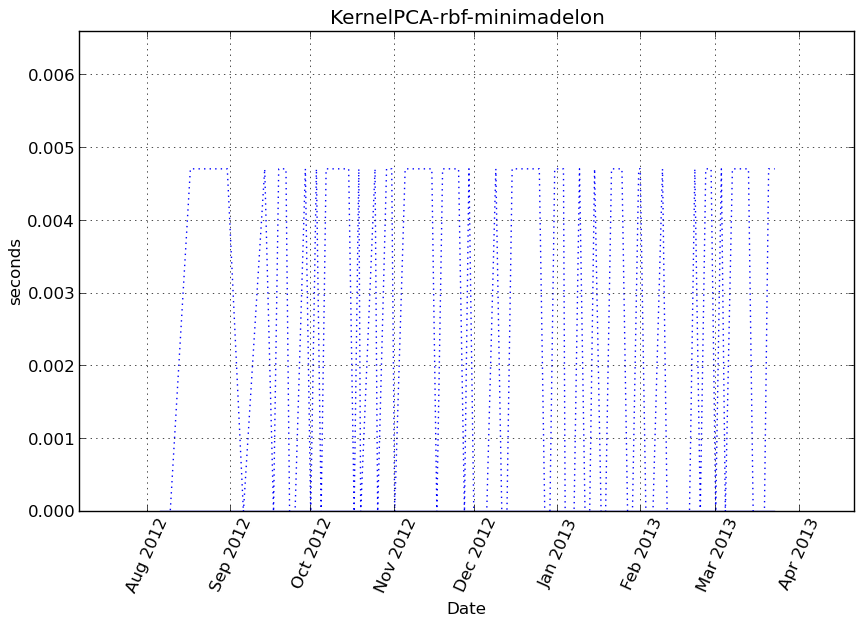 KernelPCA-rbf-minimadelon
0.006
0.005
0.004
0.003
0.002
0.001
0.000
seconds
Aug 2012
Sep 2012
Oct 2012
Nov 2012
Dec 2012
Jan 2013
Feb 2013
Mar 2013
Apr 2013
Date